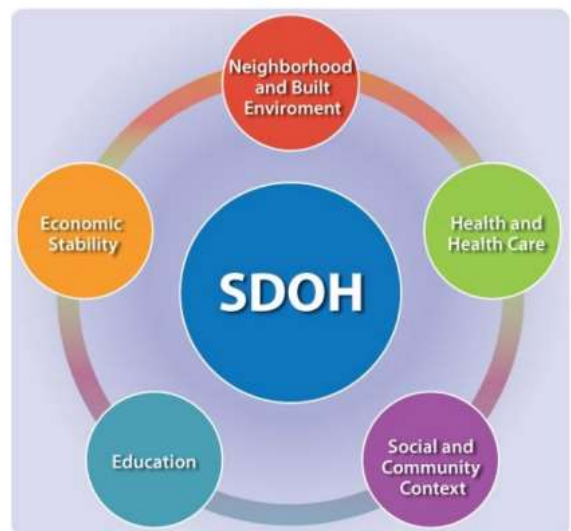 Neighborhood
and Built
Enviroment
Economic
Stability
Health and
Health Care
SDOH
Education
Social and
Community
Context